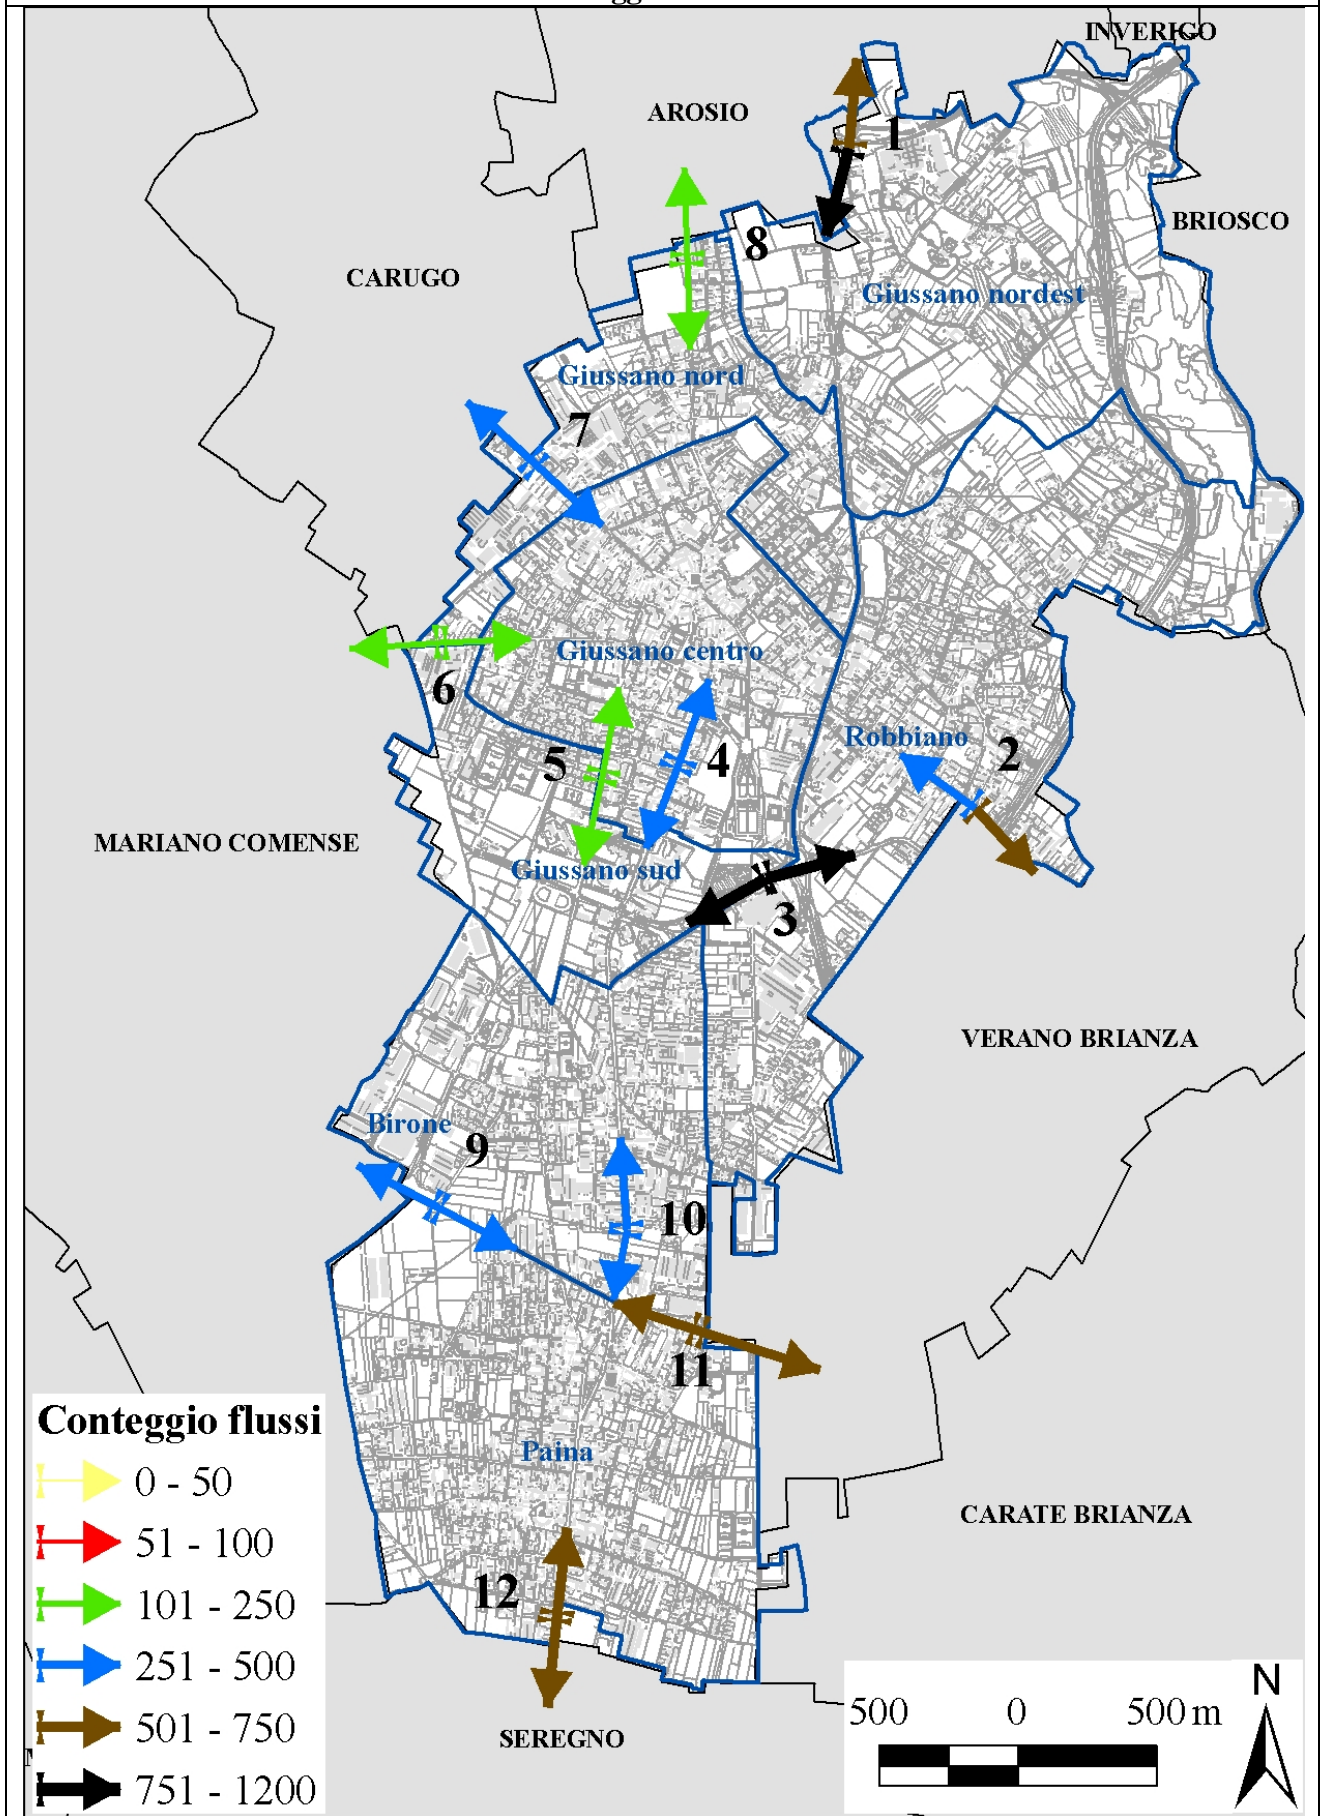 INVERIGO
AROSIO
1
BRIOSCO
8
CARUGO
Giussano nordest
Giussano nord
7
Giussano centro
6
Robbiano
2
5
4
MARIANO COMENSE
Giussano sud
3
VERANO BRIANZA
Birone
9
10
11
Conteggio flussi
Paina
0 - 50
CARATE BRIANZA
51 - 100
12
101 - 250
251 - 500
N
500 0 500 m
501 - 750
SEREGNO
751 - 1200